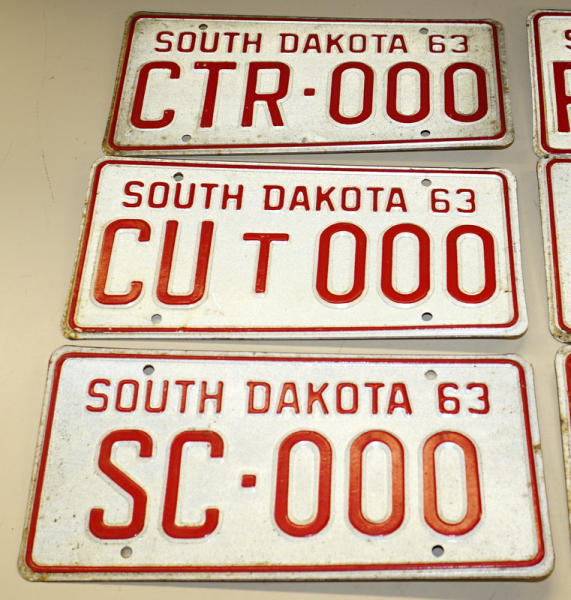 SOUTH DAKOTA 63
CTR·000
SOUTH DAKOTA 63
CU T 000
SOUTH DAKOTA 63
SC·000